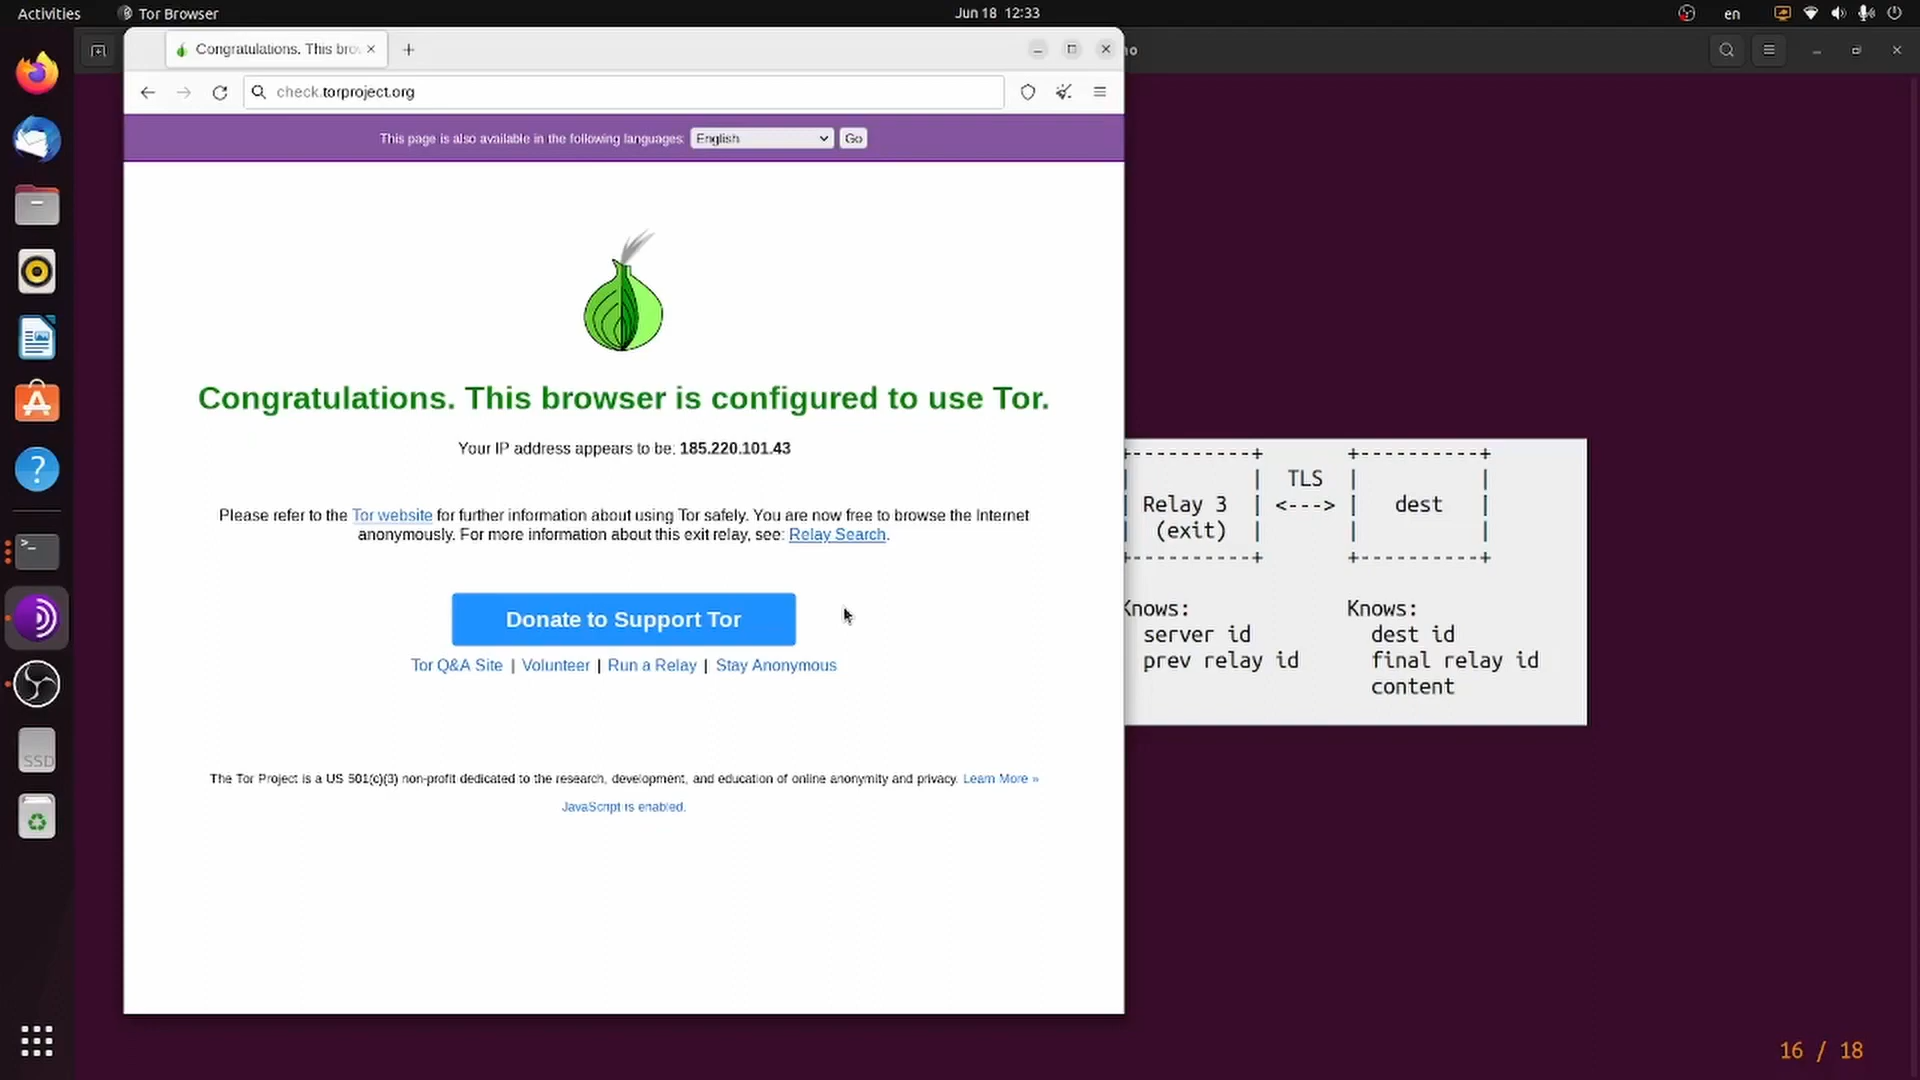 Activities
Tor Browser
Jun 18 12:33
en
Congratulations. This bro
check.torproject.org
This page is also available in the following languages:
English
Go
Congratulations. This browser is configured to use Tor.
Your IP address appears to be: 185.220.101.43
Please refer to the Tor website for further information about using Tor safely. You are now free to browse the Internet
anonymously. For more information about this exit relay, see: Relay Search.
Donate to Support Tor
Tor Q&A Site | Volunteer | Run a Relay | Stay Anonymous
The Tor Project is a US 501(c)(3) non-profit dedicated to the research, development, and education of online anonymity and privacy. Learn More »
JavaScript is enabled.
SSD
TLS
Relay 3 <---> dest
(exit)
Knows: Knows:
server id dest id
prev relay id final relay id
content
16 / 18